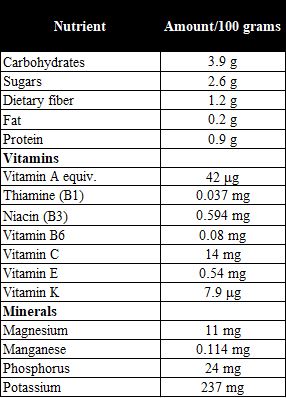 Nutrient Amount/100 grams
Carbohydrates 3.9 g
Sugars 2.6 g
Dietary fiber 1.2 g
Fat 0.2 g
Protein 0.9 g
Vitamins
Vitamin A equiv. 42 µg
Thiamine (B1) 0.037 mg
Niacin (B3) 0.594 mg
Vitamin B6 0.08 mg
Vitamin C 14 mg
Vitamin E 0.54 mg
Vitamin K 7.9 µg
Minerals
Magnesium 11 mg
Manganese 0.114 mg
Phosphorus 24 mg
Potassium 237 mg